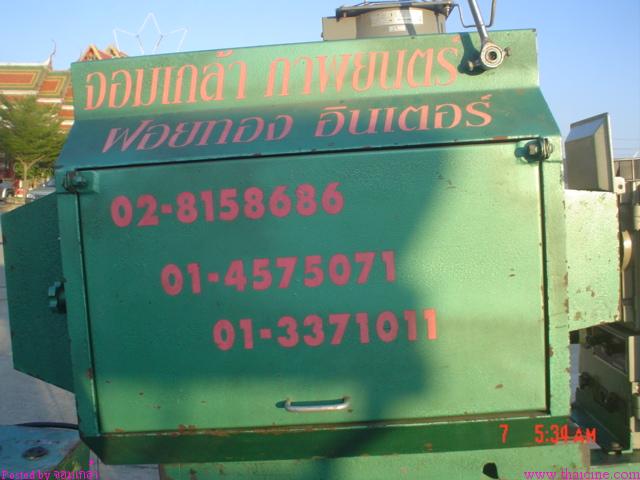 จอมเกล้า ภาพยนตร์
ฝอยทอง อินเตอร์
02-8158686
01-4575071
01-3371011
7 5:34 AM
Posted by จอมเกล้า
www.thaicine.com